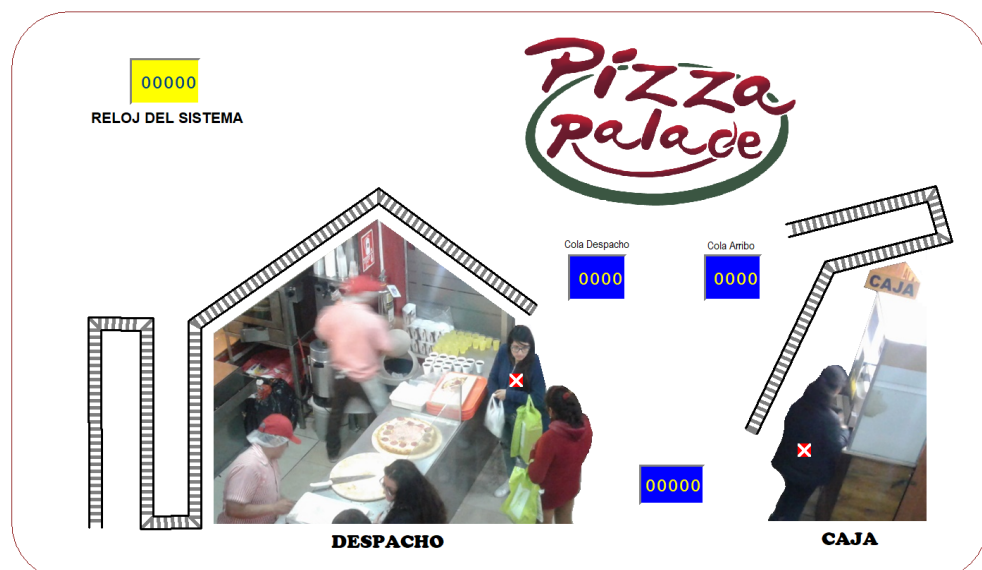 00000
RELOJ DEL SISTEMA
Pizza
palace
Cola Despacho
0000
Cola Arribo
0000
CAJA
00000
DESPACHO
CAJA